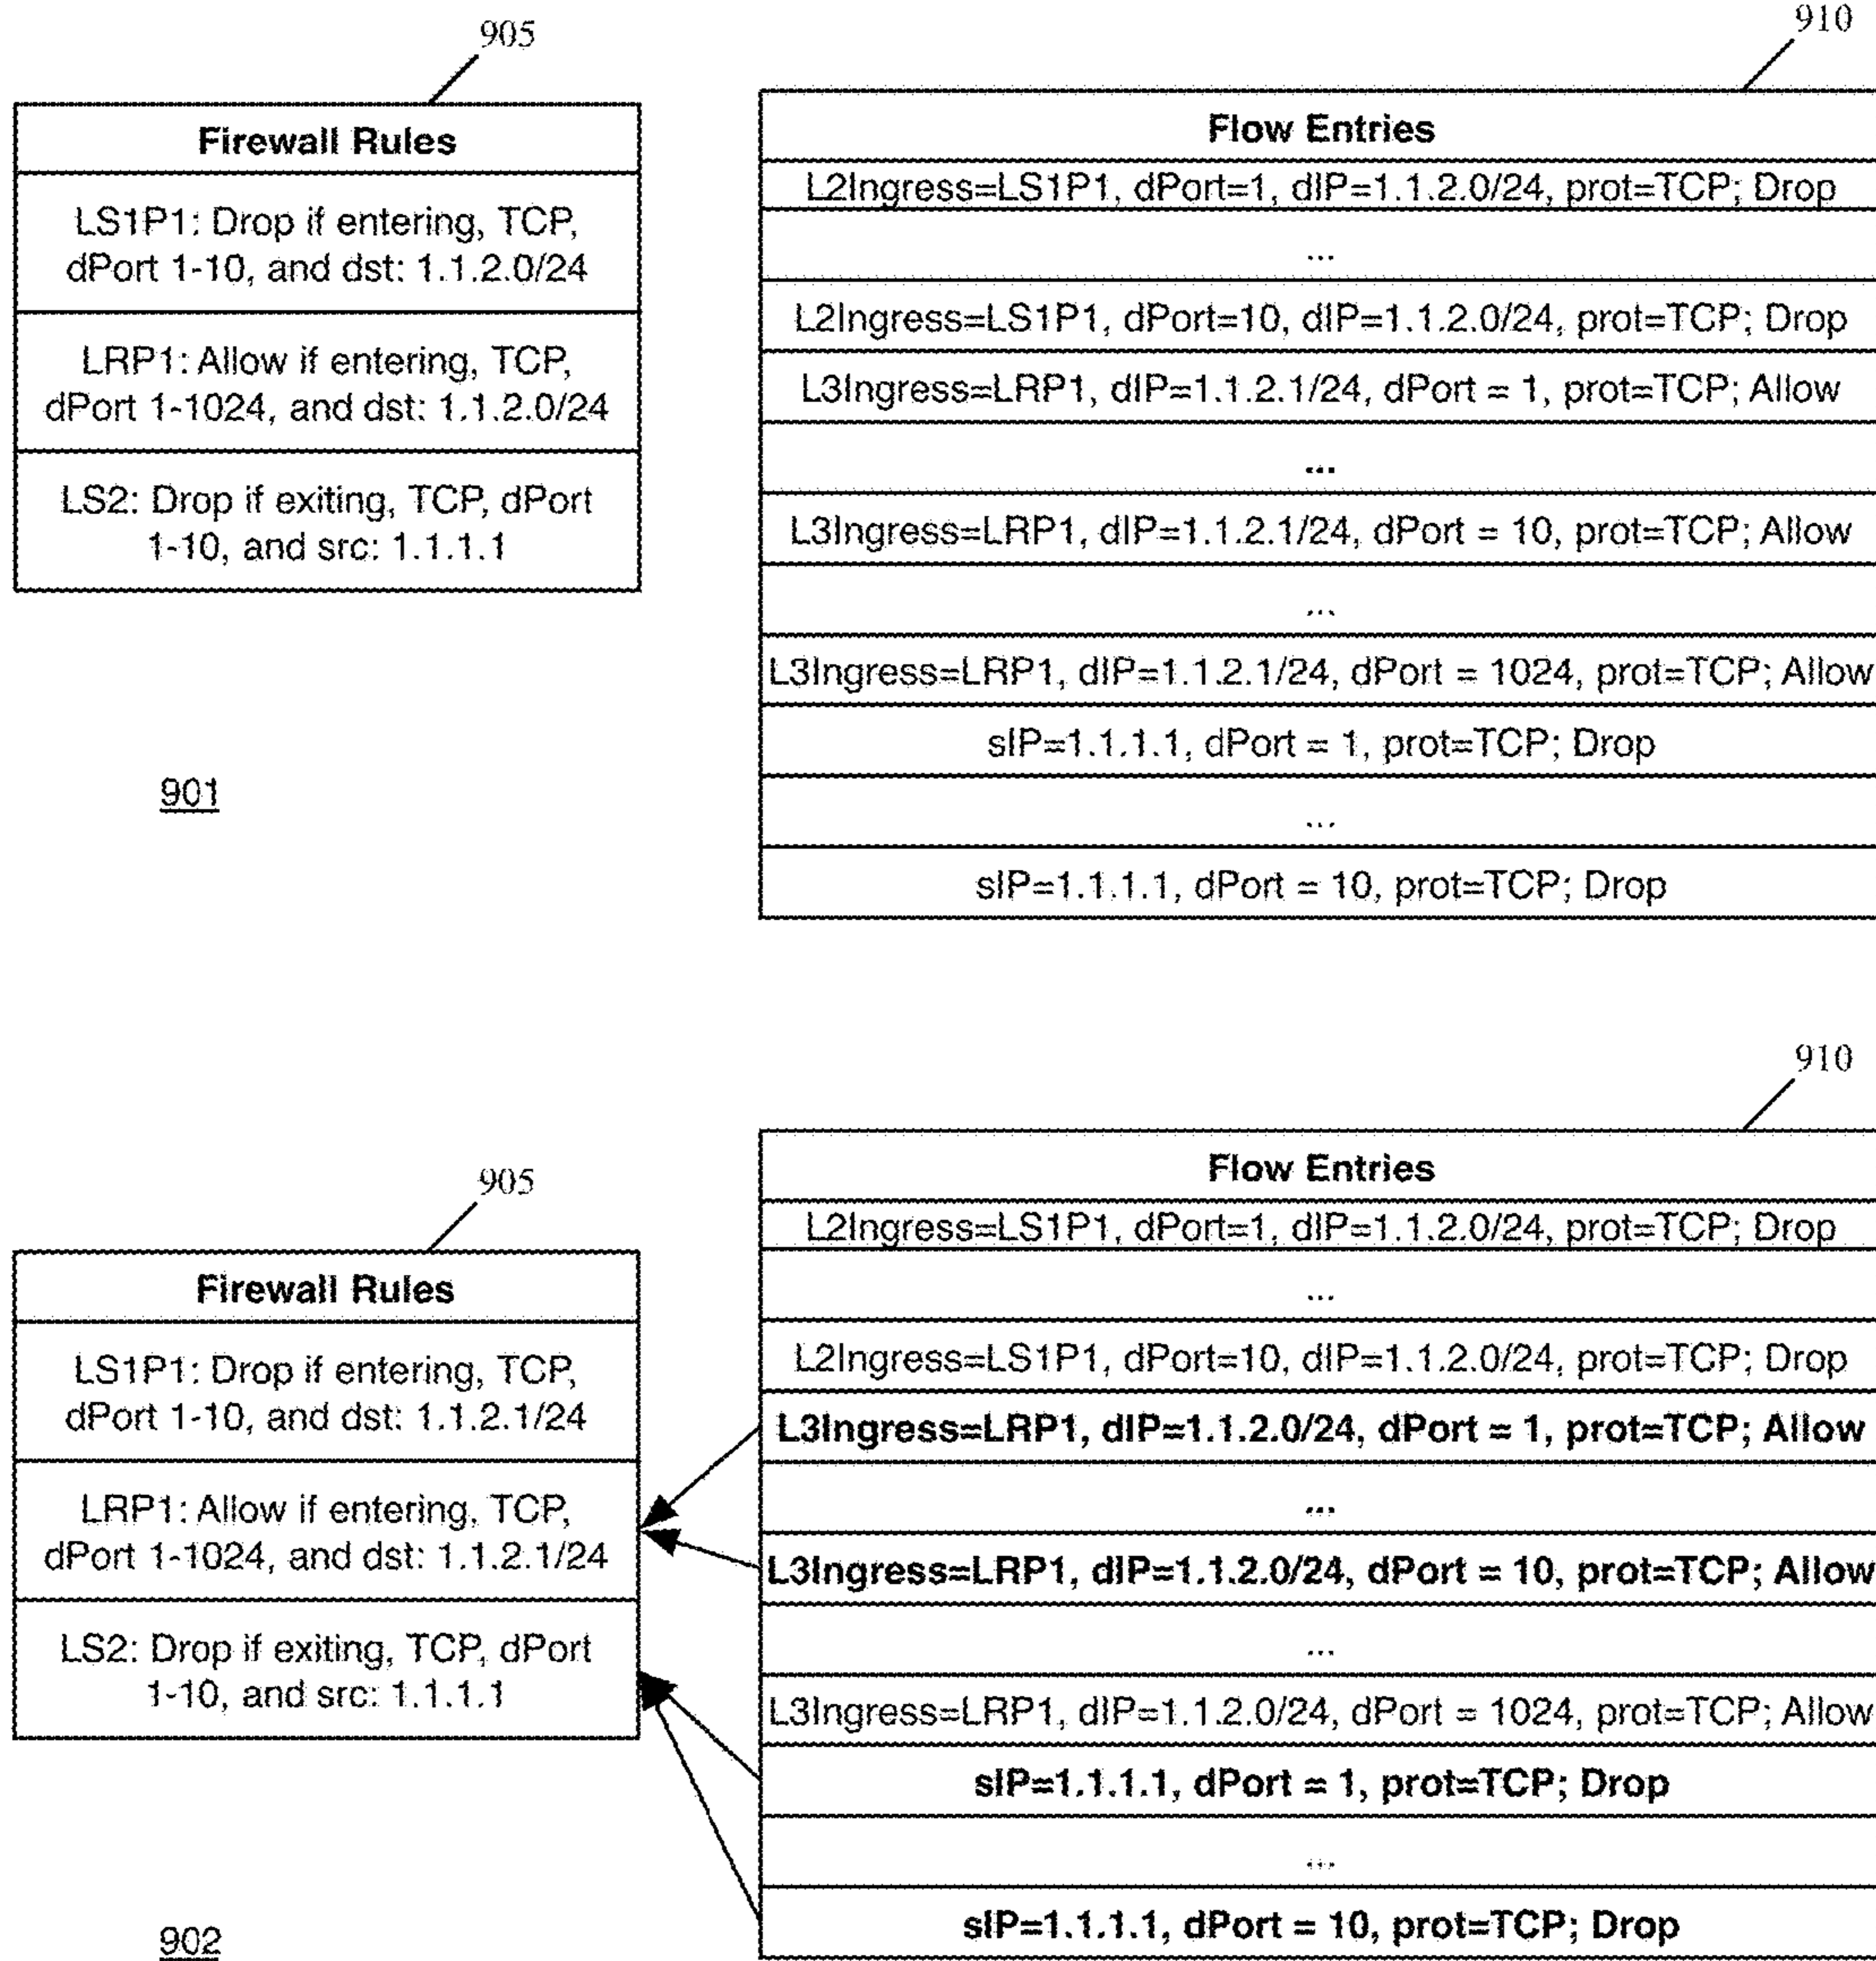 905
Firewall Rules
LS1P1: Drop if entering, TCP,
dPort 1-10, and dst: 1.1.2.0/24
LRP1: Allow if entering, TCP,
dPort 1-1024, and dst: 1.1.2.0/24
LS2: Drop if exiting, TCP, dPort
1-10, and src: 1.1.1.1
901
910
Flow Entries
L2Ingress=LS1P1, dPort=1, dIP=1.1.2.0/24, prot=TCP; Drop
...
L2Ingress=LS1P1, dPort=10, dIP=1.1.2.0/24, prot=TCP; Drop
L3Ingress=LRP1, dIP=1.1.2.1/24, dPort = 1, prot=TCP; Allow
...
L3Ingress=LRP1, dIP=1.1.2.1/24, dPort = 10, prot=TCP; Allow
...
L3Ingress=LRP1, dIP=1.1.2.1/24, dPort = 1024, prot=TCP; Allow
sIP=1.1.1.1, dPort = 1, prot=TCP; Drop
...
sIP=1.1.1.1, dPort = 10, prot=TCP; Drop
905
Firewall Rules
LS1P1: Drop if entering, TCP,
dPort 1-10, and dst: 1.1.2.1/24
LRP1: Allow if entering, TCP,
dPort 1-1024, and dst: 1.1.2.1/24
LS2: Drop if exiting, TCP, dPort
1-10, and src: 1.1.1.1
902
910
Flow Entries
L2Ingress=LS1P1, dPort=1, dIP=1.1.2.0/24, prot=TCP; Drop
...
L2Ingress=LS1P1, dPort=10, dIP=1.1.2.0/24, prot=TCP; Drop
L3Ingress=LRP1, dIP=1.1.2.0/24, dPort = 1, prot=TCP; Allow
...
L3Ingress=LRP1, dIP=1.1.2.0/24, dPort = 10, prot=TCP; Allow
...
L3Ingress=LRP1, dIP=1.1.2.0/24, dPort = 1024, prot=TCP; Allow
sIP=1.1.1.1, dPort = 1, prot=TCP; Drop
...
sIP=1.1.1.1, dPort = 10, prot=TCP; Drop